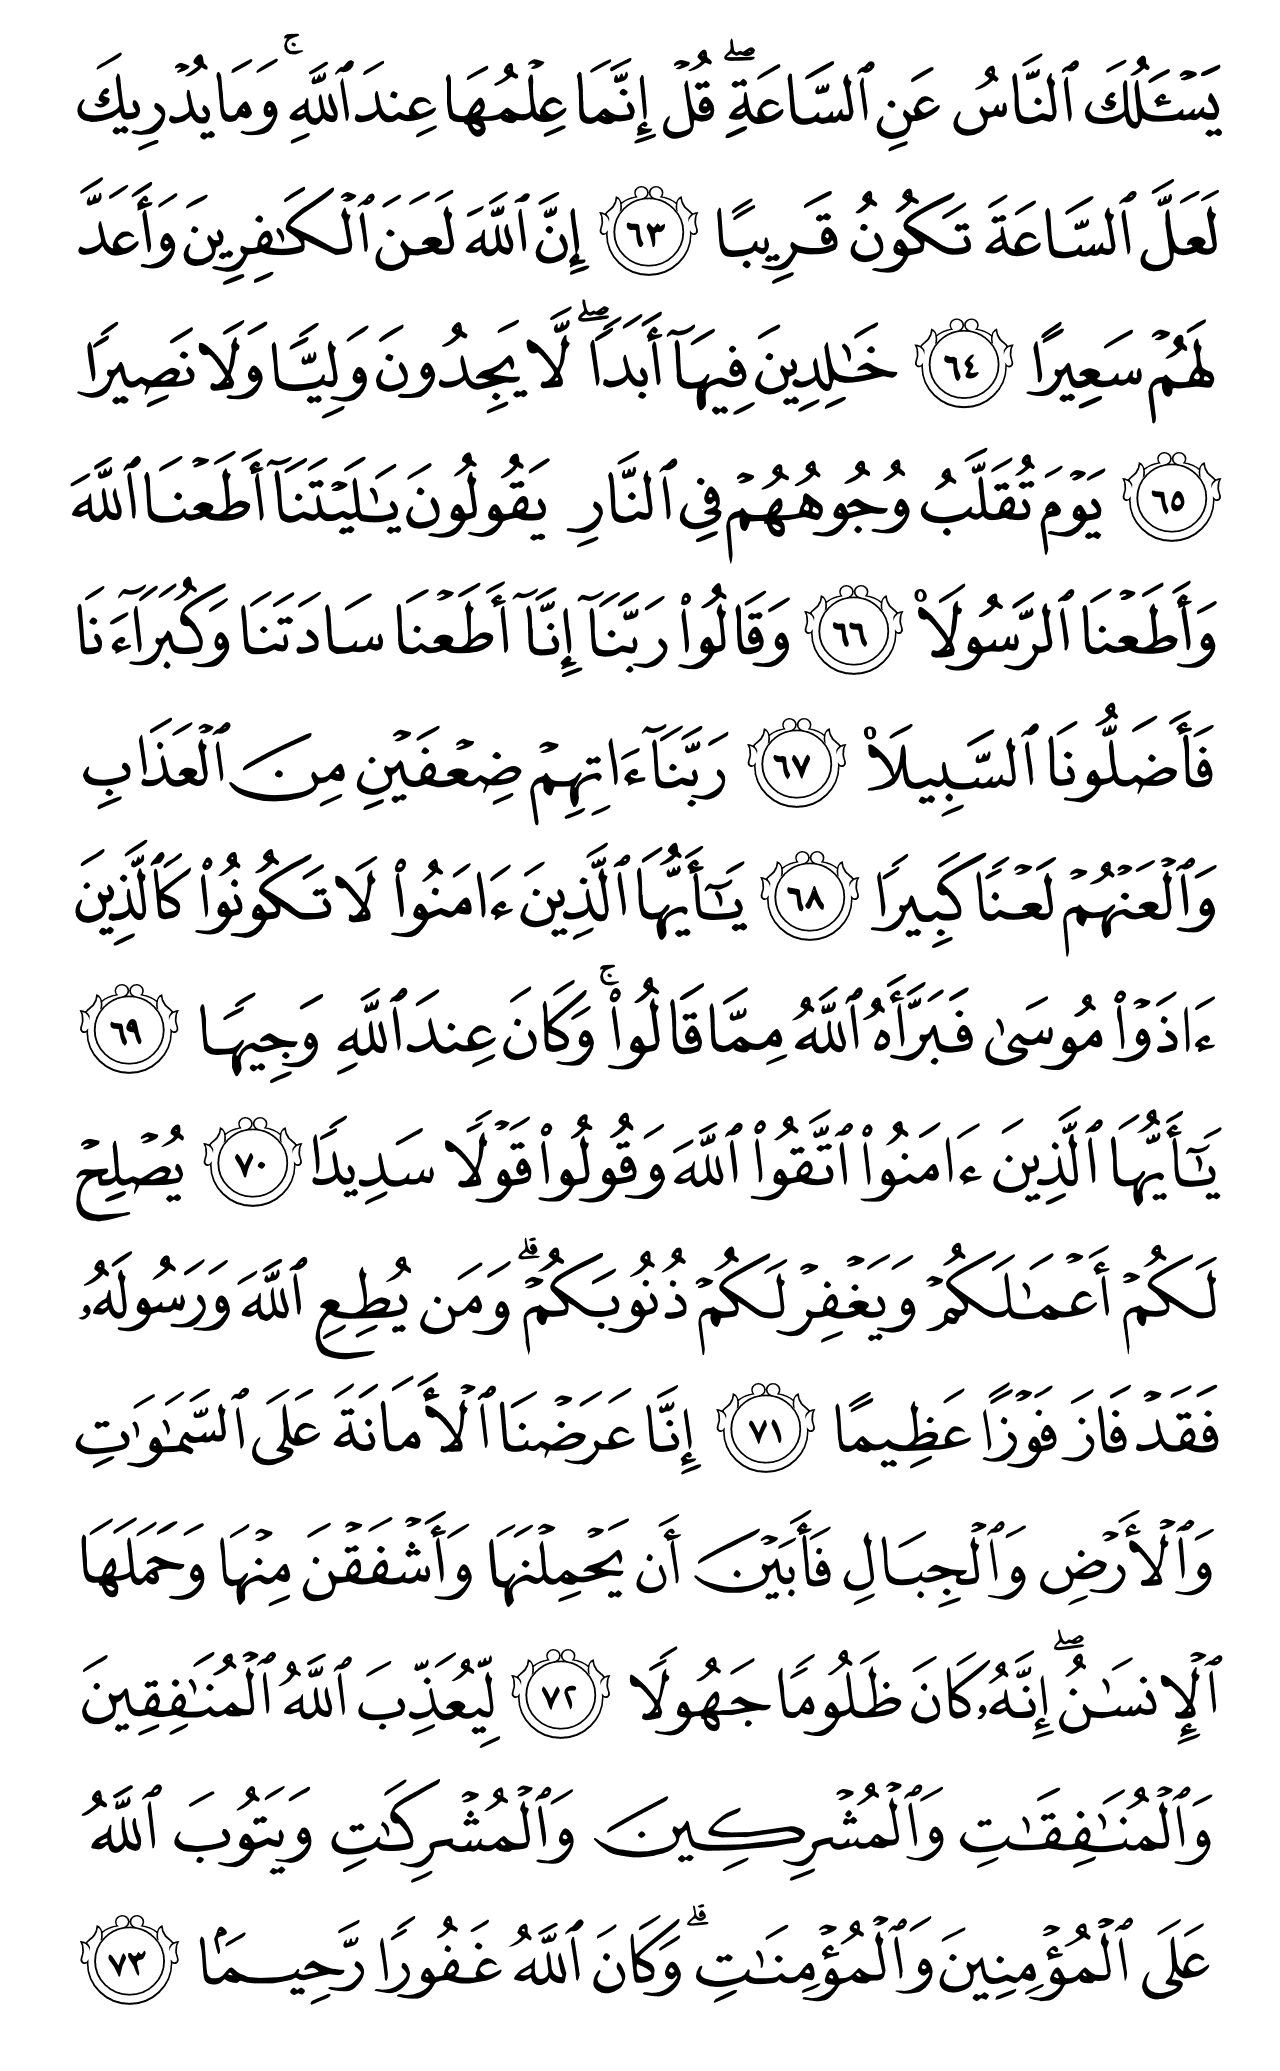 يَسْـَٔلُكَ ٱلنَّاسُ عَنِ ٱلسَّاعَةِ ۖ قُلْ إِنَّمَا عِلْمُهَا عِندَ ٱللَّهِ ۚ وَمَا يُدْرِيكَ
لَعَلَّ ٱلسَّاعَةَ تَكُونُ قَرِيبًا ٦٣ إِنَّ ٱللَّهَ لَعَنَ ٱلْكَـٰفِرِينَ وَأَعَدَّ
لَهُمْ سَعِيرًا ٦٤ خَـٰلِدِينَ فِيهَآ أَبَدًا ۖ لَّا يَجِدُونَ وَلِيًّا وَلَا نَصِيرًا
٦٥ يَوْمَ تُقَلَّبُ وُجُوهُهُمْ فِى ٱلنَّارِ يَقُولُونَ يَـٰلَيْتَنَآ أَطَعْنَا ٱللَّهَ
وَأَطَعْنَا ٱلرَّسُولَا۠ ٦٦ وَقَالُوا۟ رَبَّنَآ إِنَّآ أَطَعْنَا سَادَتَنَا وَكُبَرَآءَنَا
فَأَضَلُّونَا ٱلسَّبِيلَا۠ ٦٧ رَبَّنَآ ءَاتِهِمْ ضِعْفَيْنِ مِنَ ٱلْعَذَابِ
وَٱلْعَنْهُمْ لَعْنًا كَبِيرًا ٦٨ يَـٰٓأَيُّهَا ٱلَّذِينَ ءَامَنُوا۟ لَا تَكُونُوا۟ كَٱلَّذِينَ
ءَاذَوْا۟ مُوسَىٰ فَبَرَّأَهُ ٱللَّهُ مِمَّا قَالُوا۟ ۚ وَكَانَ عِندَ ٱللَّهِ وَجِيهًا ٦٩
يَـٰٓأَيُّهَا ٱلَّذِينَ ءَامَنُوا۟ ٱتَّقُوا۟ ٱللَّهَ وَقُولُوا۟ قَوْلًا سَدِيدًا ٧٠ يُصْلِحْ
لَكُمْ أَعْمَـٰلَكُمْ وَيَغْفِرْ لَكُمْ ذُنُوبَكُمْ ۗ وَمَن يُطِعِ ٱللَّهَ وَرَسُولَهُۥ
فَقَدْ فَازَ فَوْزًا عَظِيمًا ٧١ إِنَّا عَرَضْنَا ٱلْأَمَانَةَ عَلَى ٱلسَّمَـٰوَٰتِ
وَٱلْأَرْضِ وَٱلْجِبَالِ فَأَبَيْنَ أَن يَحْمِلْنَهَا وَأَشْفَقْنَ مِنْهَا وَحَمَلَهَا
ٱلْإِنسَـٰنُ ۖ إِنَّهُۥ كَانَ ظَلُومًا جَهُولًا ٧٢ لِّيُعَذِّبَ ٱللَّهُ ٱلْمُنَـٰفِقِينَ
وَٱلْمُنَـٰفِقَـٰتِ وَٱلْمُشْرِكِينَ وَٱلْمُشْرِكَـٰتِ وَيَتُوبَ ٱللَّهُ
عَلَى ٱلْمُؤْمِنِينَ وَٱلْمُؤْمِنَـٰتِ ۗ وَكَانَ ٱللَّهُ غَفُورًا رَّحِيمًۢا ٧٣